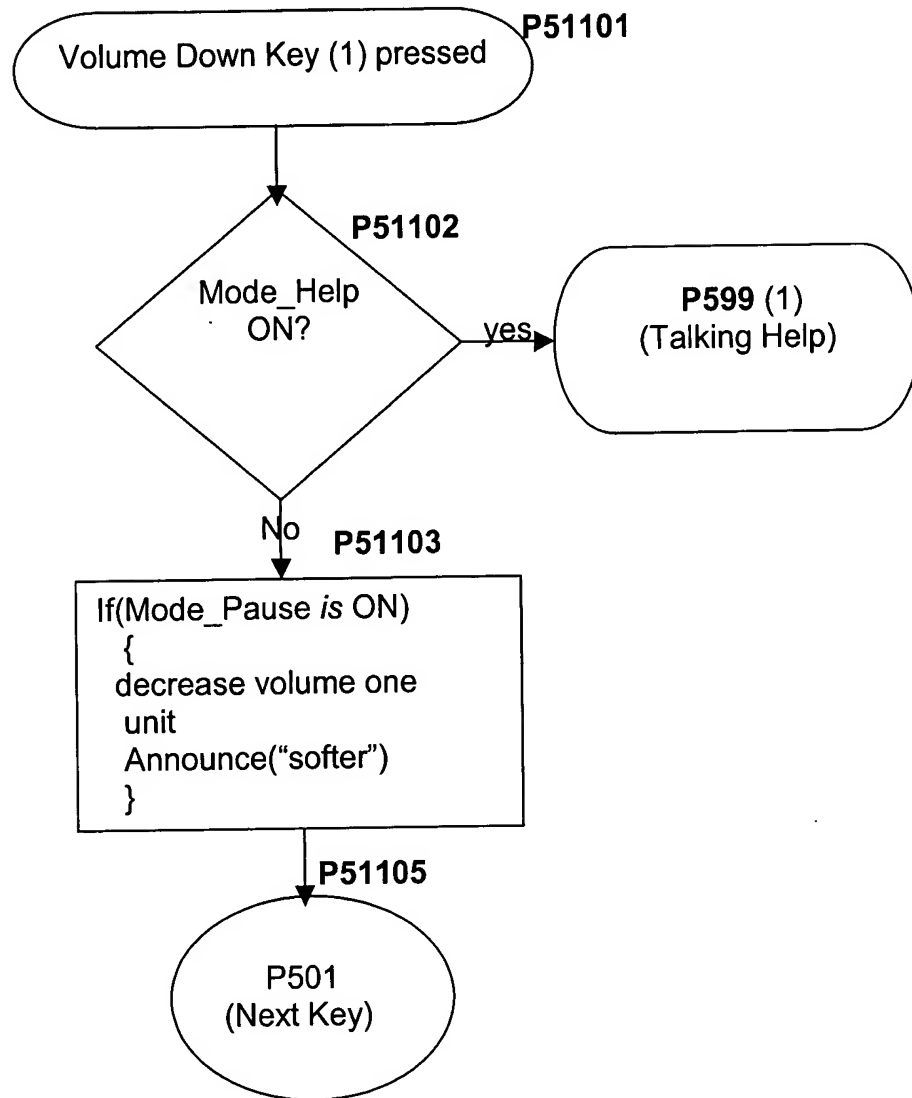 P51101
Volume Down Key (1) pressed
P51102
Mode_Help
ON?
yes
P599 (1)
(Talking Help)
No
P51103
If(Mode_Pause is ON)
{
decrease volume one
unit
Announce(“softer”)
}
P51105
P501
(Next Key)